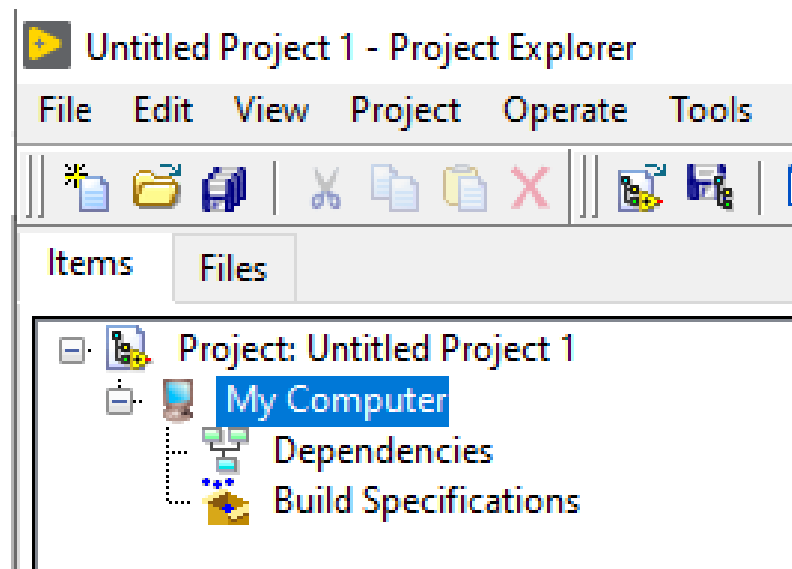 Untitled Project 1 - Project Explorer
File Edit View Project Operate Tools
Items Files
Project: Untitled Project 1
My Computer
Dependencies
Build Specifications